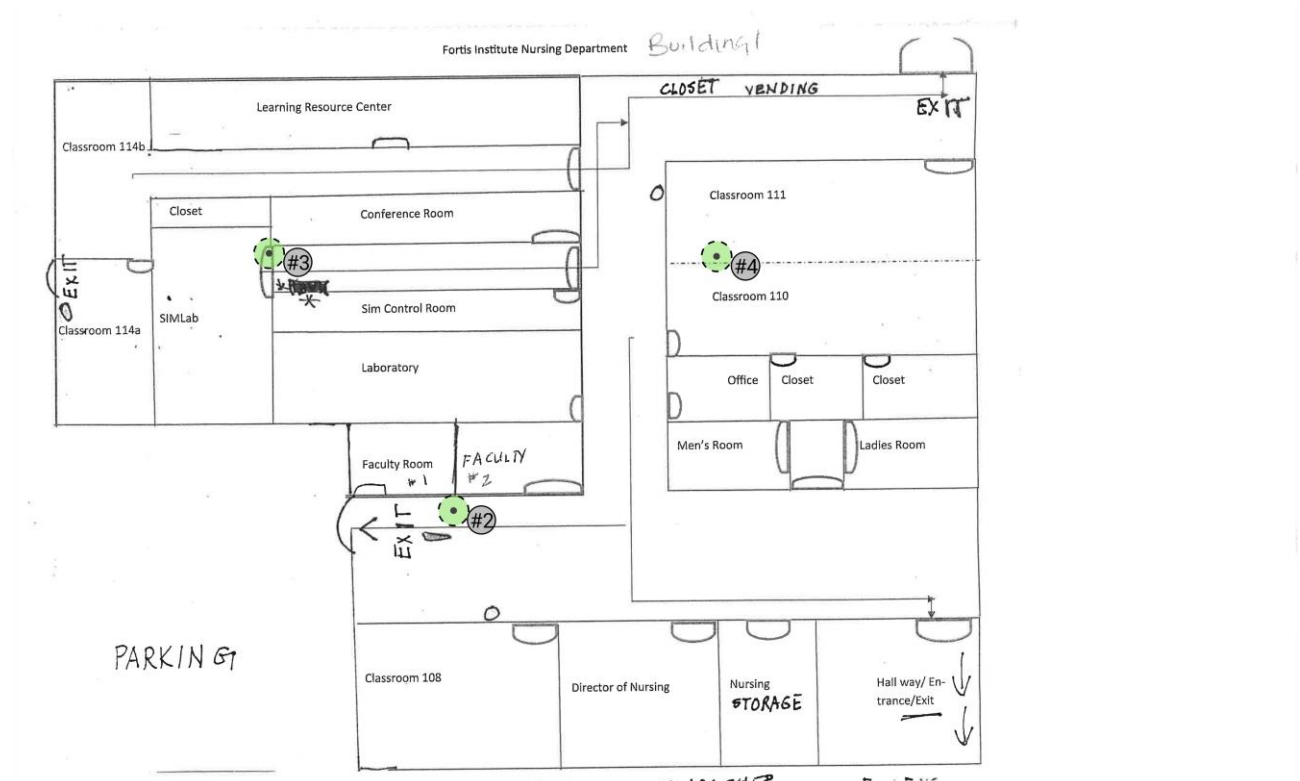 Fortis Institute Nursing Department Building 1
CLOSET VENDING
EXIT
Learning Resource Center
Classroom 114b
Classroom 111
Closet
Conference Room
#3
#4
EXIT
Classroom 110
Sim Control Room
SIMLab
Classroom 114a
Laboratory
Office
Closet
Closet
Men's Room
Ladies Room
Faculty Room
#1
FACULTY
#2
#2
EXIT
PARKING
Classroom 108
Director of Nursing
Nursing
STORAGE
Hall way/ En-
trance/Exit